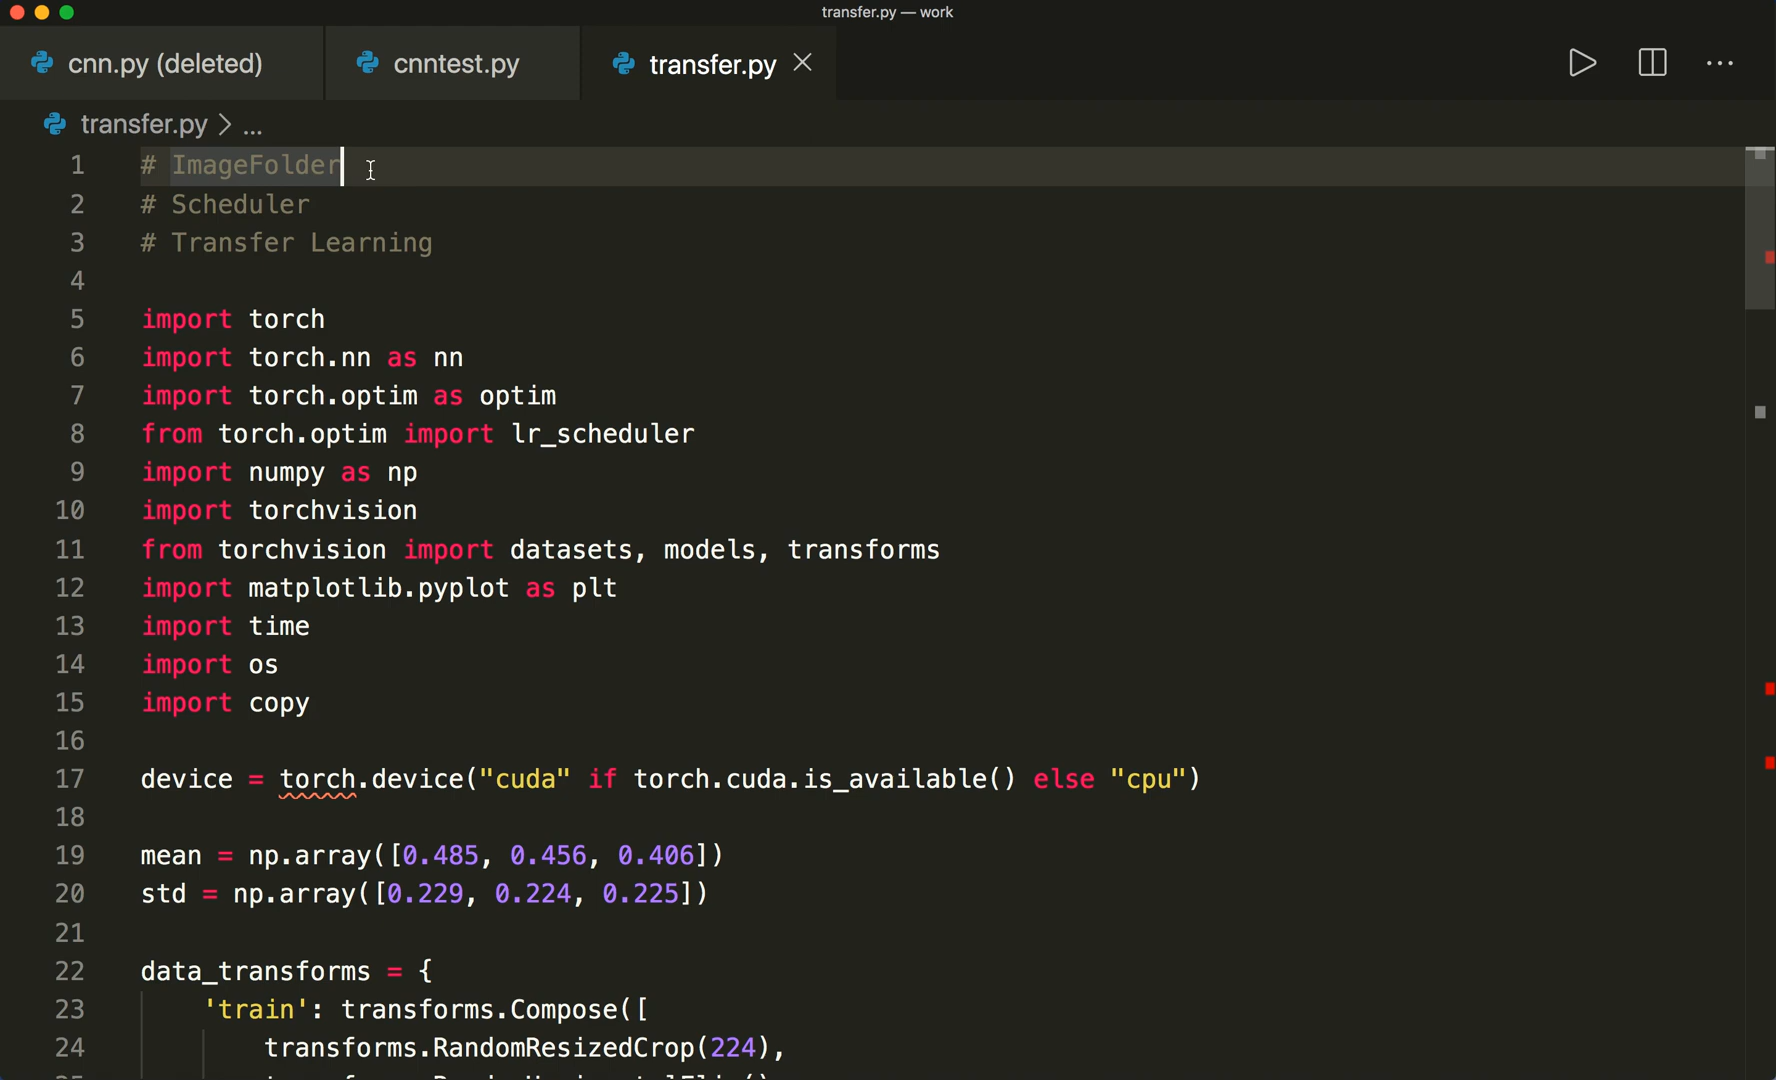 transfer.py — work
cnn.py (deleted) cnntest.py transfer.py
transfer.py > ...
1 # ImageFolder
2 # Scheduler
3 # Transfer Learning
4
5 import torch
6 import torch.nn as nn
7 import torch.optim as optim
8 from torch.optim import lr_scheduler
9 import numpy as np
10 import torchvision
11 from torchvision import datasets, models, transforms
12 import matplotlib.pyplot as plt
13 import time
14 import os
15 import copy
16
17 device = torch.device("cuda" if torch.cuda.is_available() else "cpu")
18
19 mean = np.array([0.485, 0.456, 0.406])
20 std = np.array([0.229, 0.224, 0.225])
21
22 data_transforms = {
23 'train': transforms.Compose([
24 transforms.RandomResizedCrop(224),